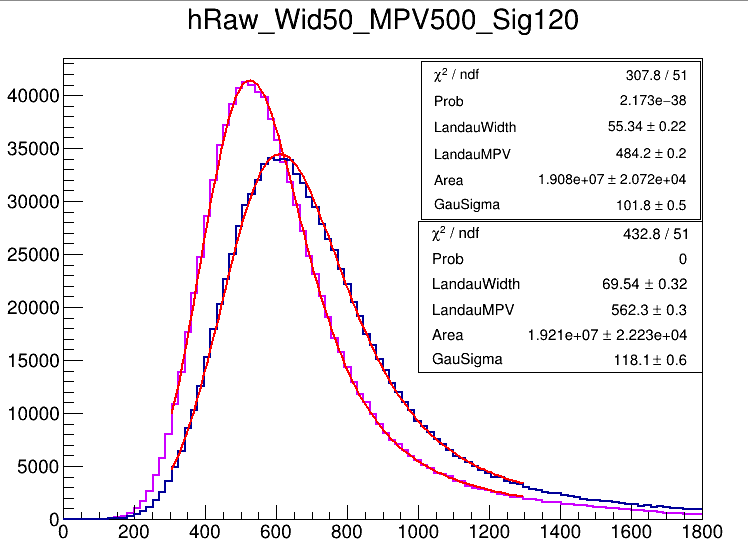 hRaw_Wid50_MPV500_Sig120
χ² / ndf 307.8 / 51
Prob 2.173e−38
LandauWidth 55.34 ± 0.22
LandauMPV 484.2 ± 0.2
Area 1.908e+07 ± 2.072e+04
GauSigma 101.8 ± 0.5
χ² / ndf 432.8 / 51
Prob 0
LandauWidth 69.54 ± 0.32
LandauMPV 562.3 ± 0.3
Area 1.921e+07 ± 2.223e+04
GauSigma 118.1 ± 0.6
40000
35000
30000
25000
20000
15000
10000
5000
0
0 200 400 600 800 1000 1200 1400 1600 1800